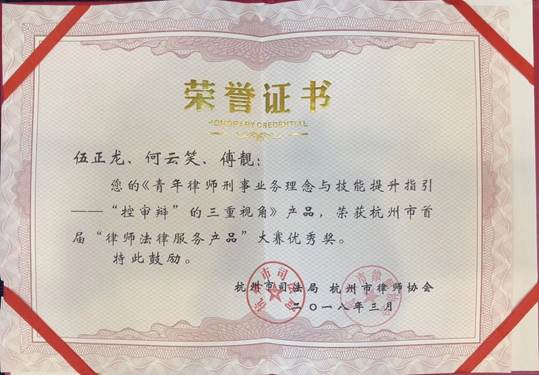 荣誉证书
HONORARY CREDENTIAL
伍正龙、何云笑、傅靓：
您的《青年律师刑事业务理念与技能提升指引
——“控审辩”的三重视角》产品，荣获杭州市首
届“律师法律服务产品”大赛优秀奖。
特此鼓励。
杭州市司法局 杭州市律师协会
二〇一八年三月